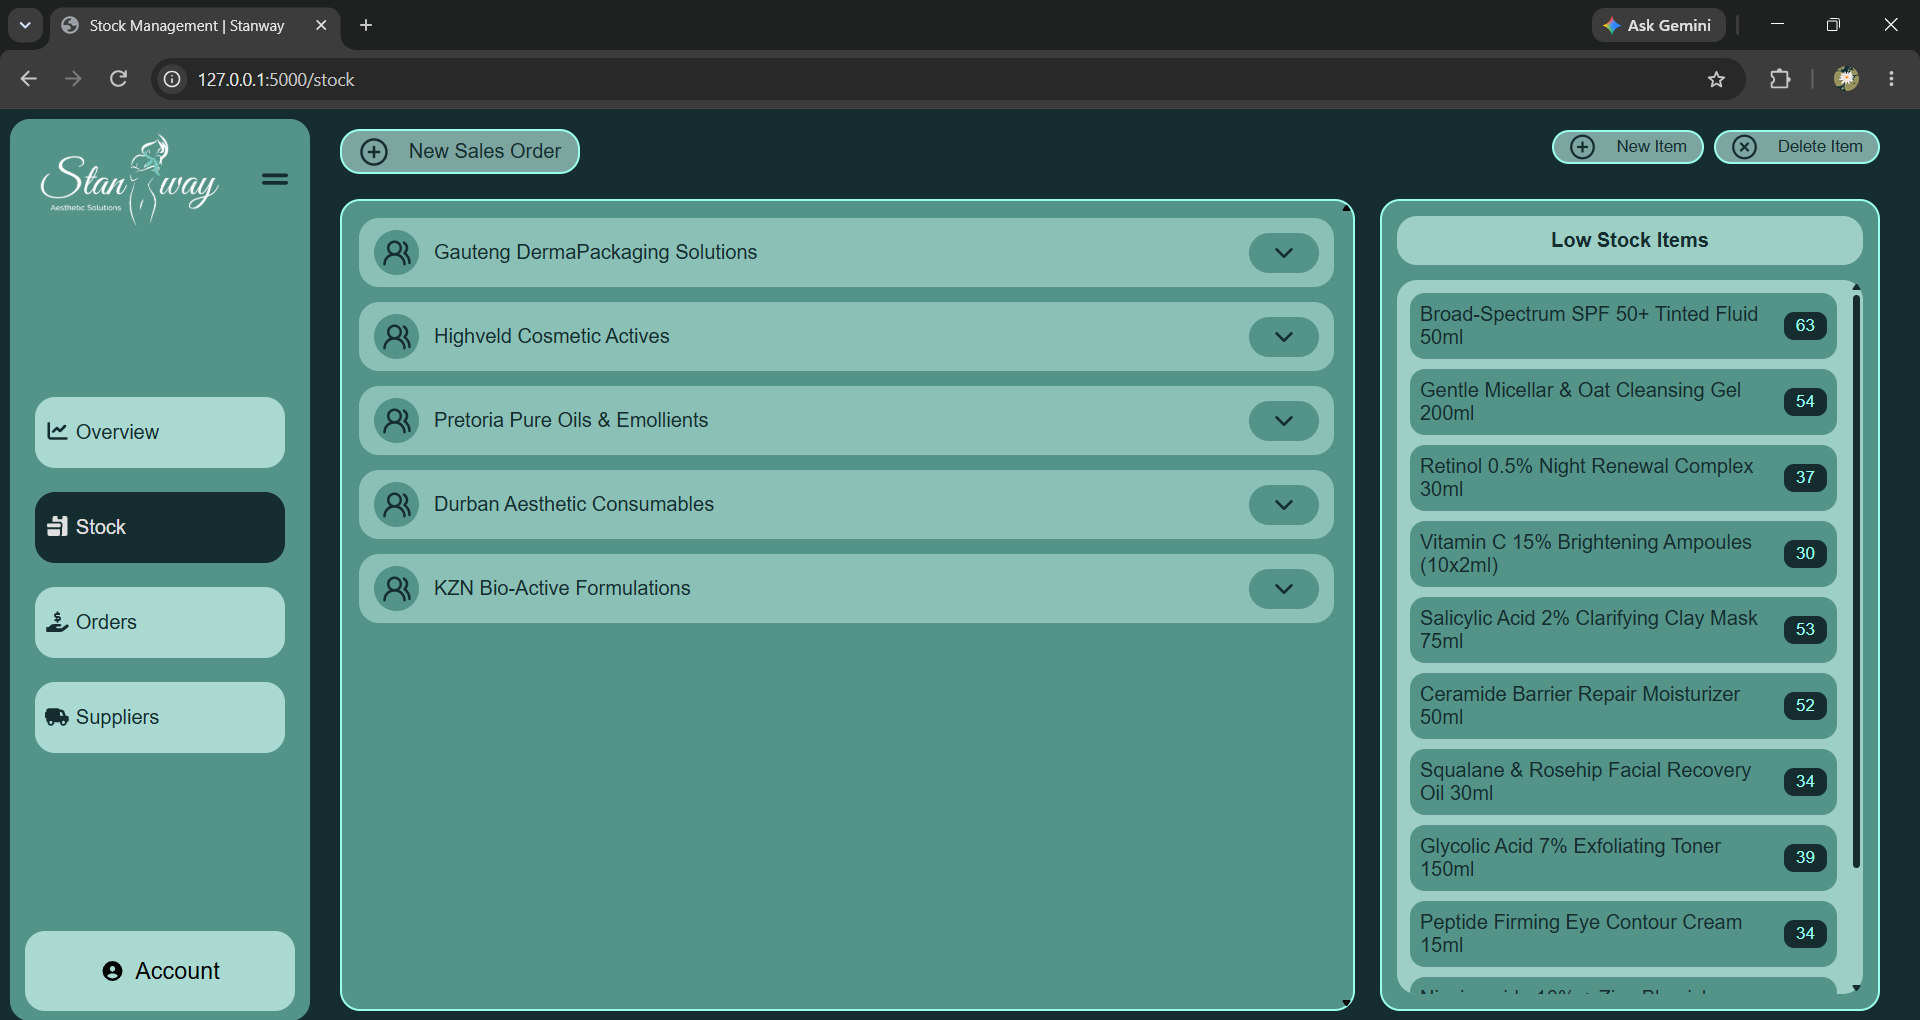 Stock Management | Stanway
Ask Gemini
127.0.0.1:5000/stock
Stanway
Aesthetic Solutions
Overview
Stock
Orders
Suppliers
Account
New Sales Order
New Item
Delete Item
Gauteng DermaPackaging Solutions
Highveld Cosmetic Actives
Pretoria Pure Oils & Emollients
Durban Aesthetic Consumables
KZN Bio-Active Formulations
Low Stock Items
Broad-Spectrum SPF 50+ Tinted Fluid
50ml
63
Gentle Micellar & Oat Cleansing Gel
200ml
54
Retinol 0.5% Night Renewal Complex
30ml
37
Vitamin C 15% Brightening Ampoules
(10x2ml)
30
Salicylic Acid 2% Clarifying Clay Mask
75ml
53
Ceramide Barrier Repair Moisturizer
50ml
52
Squalane & Rosehip Facial Recovery
Oil 30ml
34
Glycolic Acid 7% Exfoliating Toner
150ml
39
Peptide Firming Eye Contour Cream
15ml
34